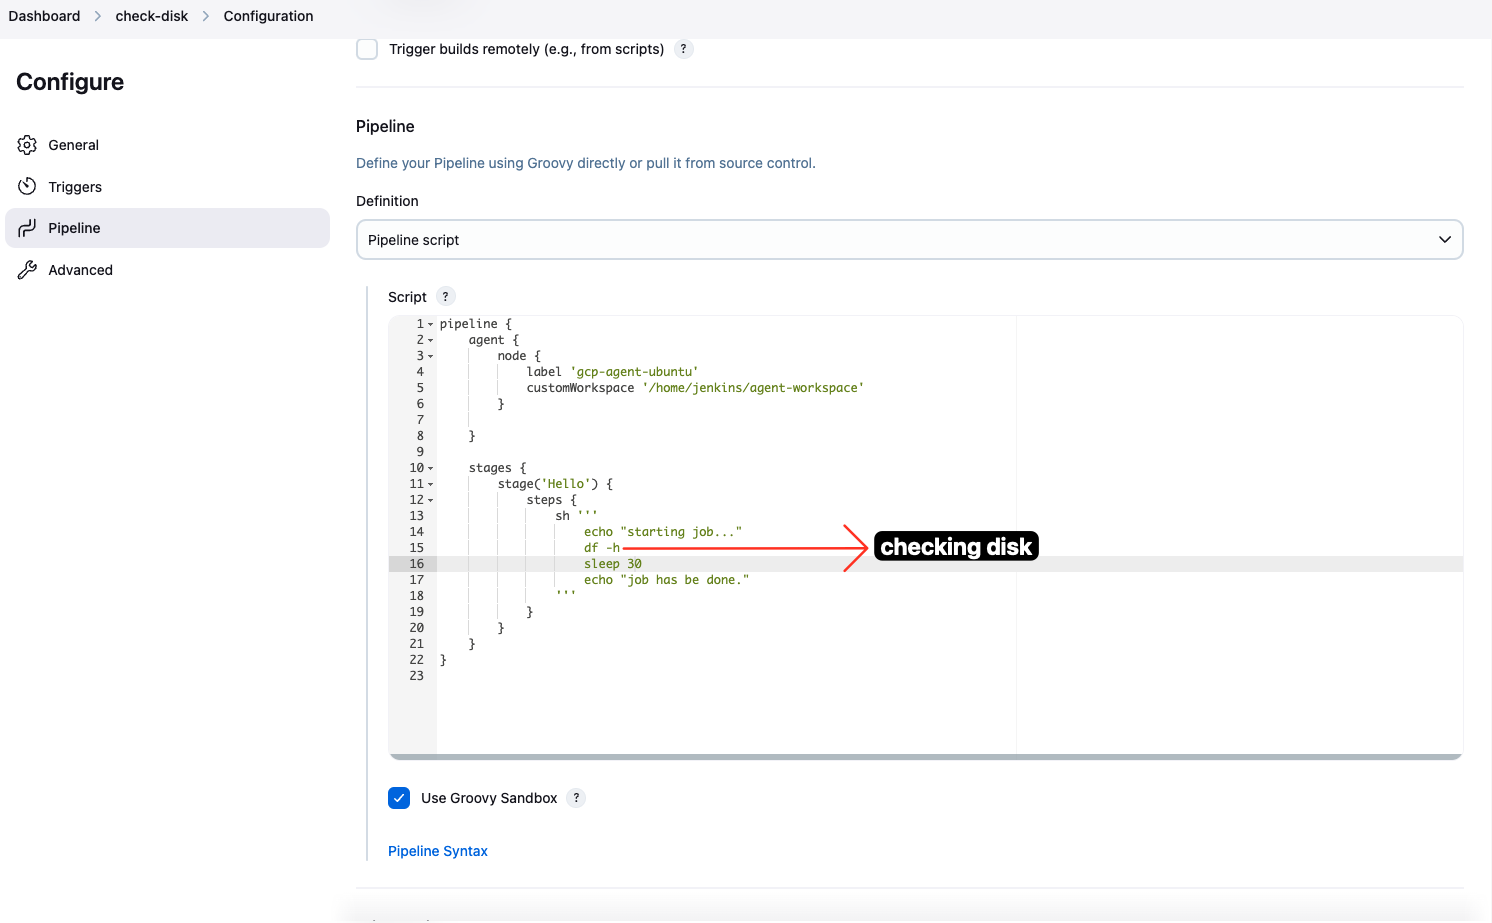 Dashboard > check-disk > Configuration
Trigger builds remotely (e.g., from scripts) ?
Configure
General
Triggers
Pipeline
Advanced
Pipeline
Define your Pipeline using Groovy directly or pull it from source control.
Definition
Pipeline script
Script ?
1 pipeline {
2     agent {
3         node {
4             label 'gcp-agent-ubuntu'
5             customWorkspace '/home/jenkins/agent-workspace'
6         }
7
8     }
9
10     stages {
11         stage('Hello') {
12             steps {
13                 sh '''
14                     echo "starting job..."
15                     df -h checking disk
16                     sleep 30
17                     echo "job has be done."
18                 '''
19             }
20         }
21     }
22 }
23
Use Groovy Sandbox ?
Pipeline Syntax